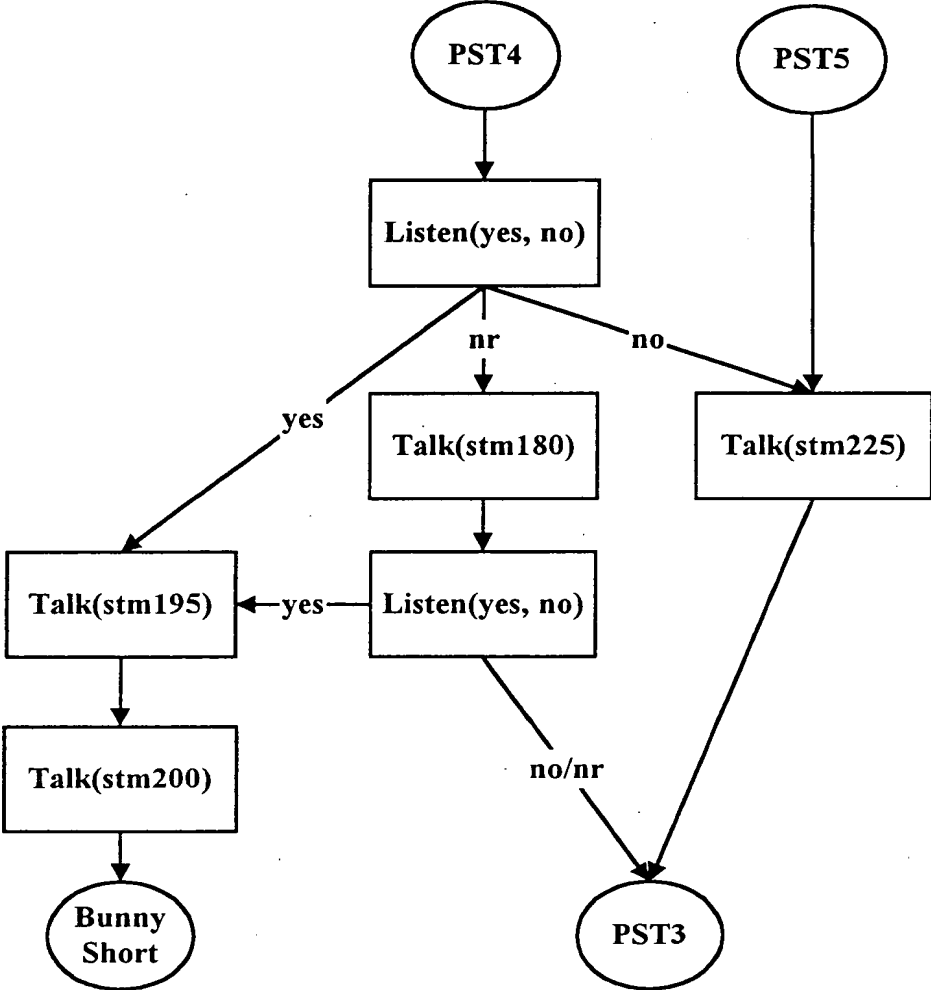 PST4
PST5
Listen(yes, no)
nr
no
yes
Talk(stm180)
Talk(stm225)
Talk(stm195)
yes
Listen(yes, no)
Talk(stm200)
no/nr
Bunny
Short
PST3